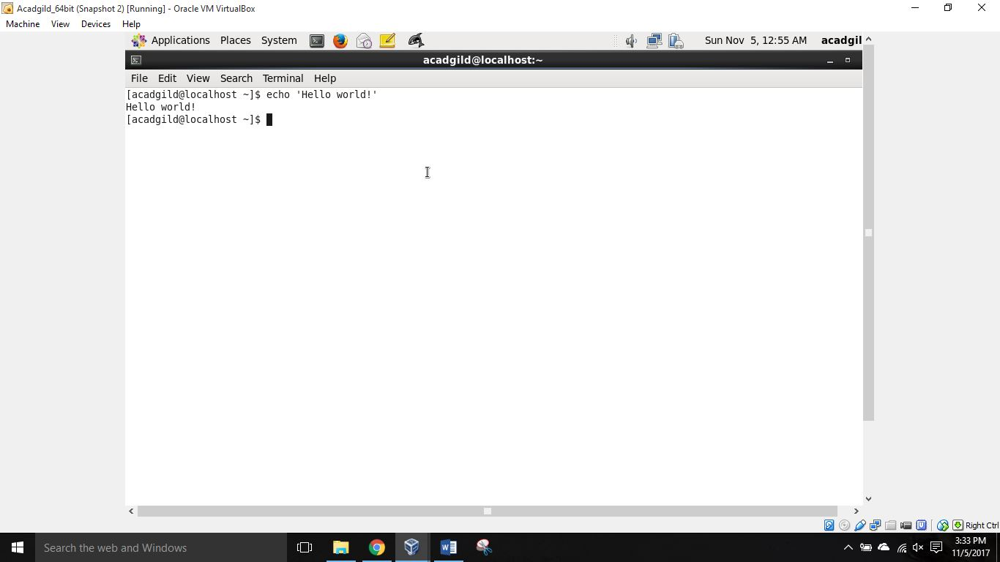 Acadgild_64bit (Snapshot 2) [Running] - Oracle VM VirtualBox
Machine View Devices Help
Applications Places System Sun Nov 5, 12:55 AM acadgil
acadgild@localhost:~
File Edit View Search Terminal Help
[acadgild@localhost ~]$ echo 'Hello world!'
Hello world!
[acadgild@localhost ~]$
Right Ctrl
Search the web and Windows
3:33 PM
11/5/2017